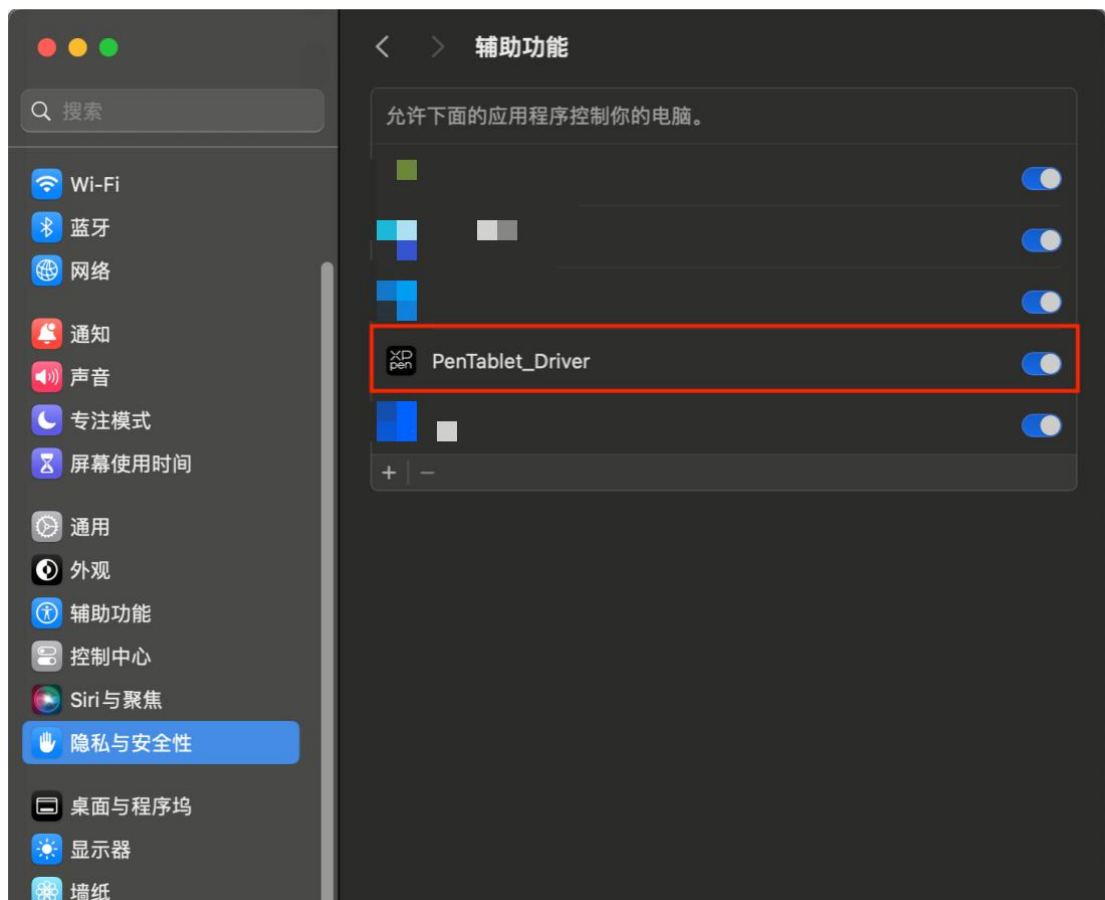 辅助功能
搜索
允许下面的应用程序控制你的电脑。
Wi-Fi
蓝牙
网络
通知
声音
专注模式
屏幕使用时间
通用
外观
辅助功能
控制中心
Siri与聚焦
隐私与安全性
桌面与程序坞
显示器
墙纸
XP
pen
PenTablet_Driver